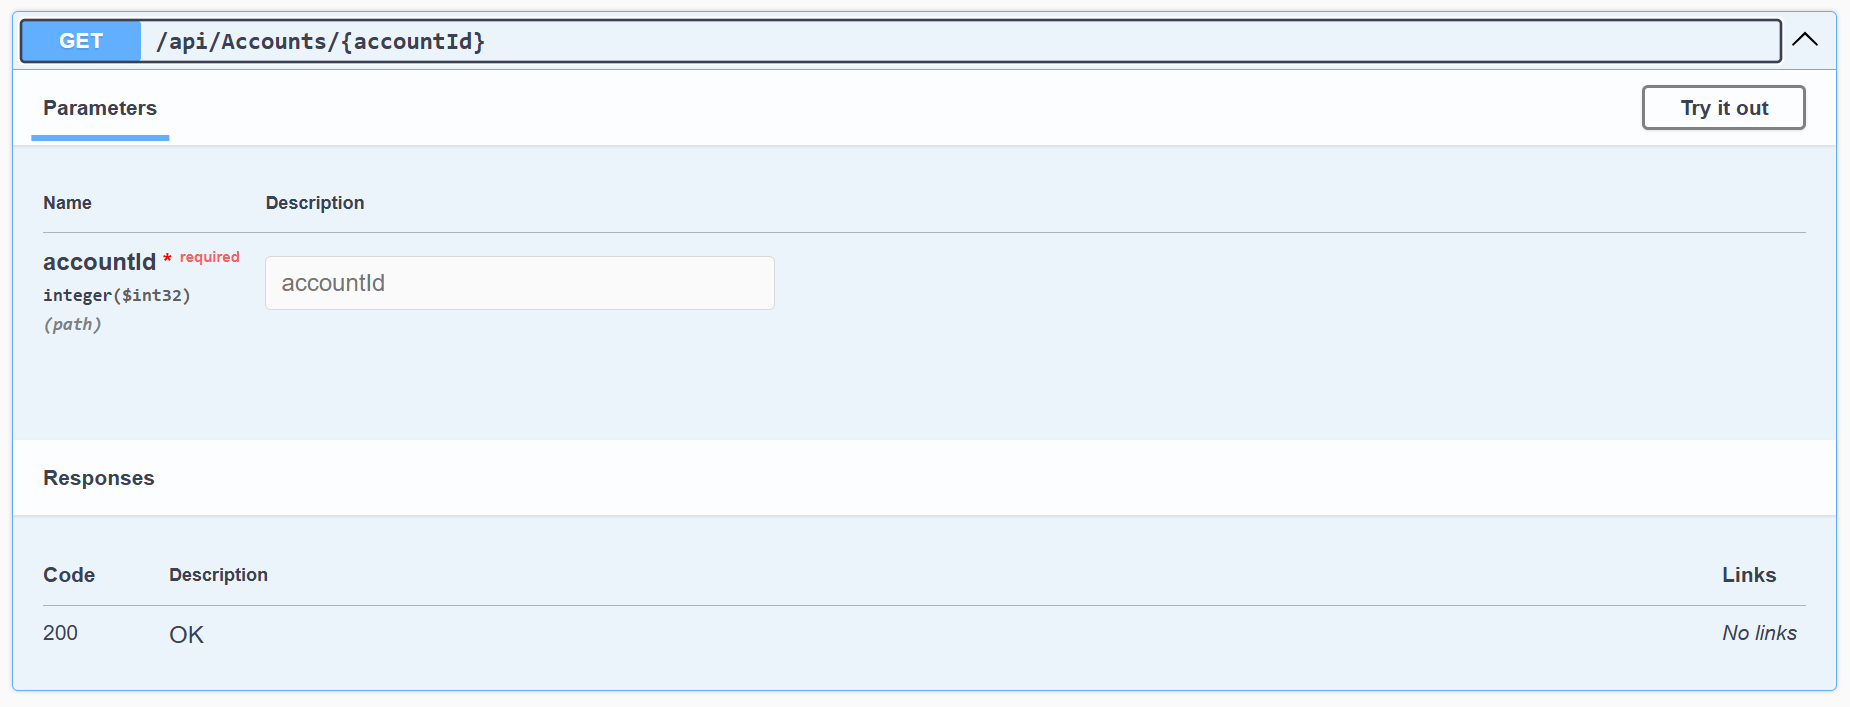 GET /api/Accounts/{accountId}
Parameters
Try it out
Name Description
accountId * required
accountId
integer($int32)
(path)
Responses
Code Description Links
200 OK No links